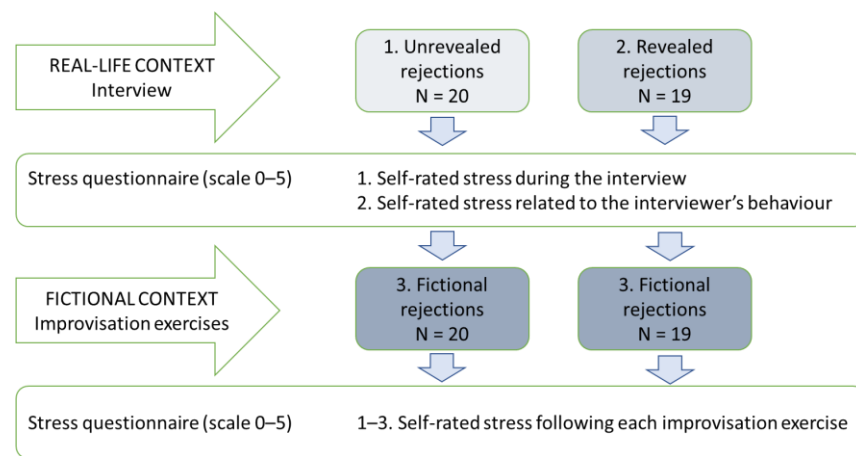 REAL-LIFE CONTEXT
Interview
1. Unrevealed
rejections
N = 20
2. Revealed
rejections
N = 19
Stress questionnaire (scale 0–5)
1. Self-rated stress during the interview
2. Self-rated stress related to the interviewer's behaviour
FICTIONAL CONTEXT
Improvisation exercises
3. Fictional
rejections
N = 20
3. Fictional
rejections
N = 19
Stress questionnaire (scale 0–5)
1–3. Self-rated stress following each improvisation exercise